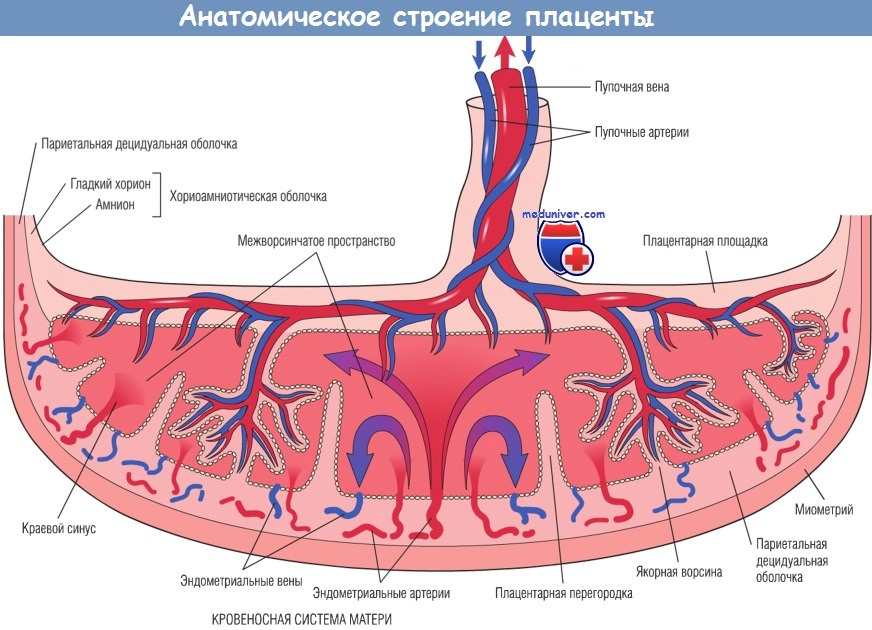 Анатомическое строение плаценты
Пупочная вена
Пупочные артерии
Париетальная децидуальная оболочка
Гладкий хорион
Амнион
Хориоамниотическая оболочка
meduniver.com
Межворсинчатое пространство
Плацентарная площадка
Краевой синус
Миометрий
Париетальная
децидуальная
оболочка
Якорная ворсина
Эндометриальные вены
Эндометриальные артерии
Плацентарная перегородка
КРОВЕНОСНАЯ СИСТЕМА МАТЕРИ